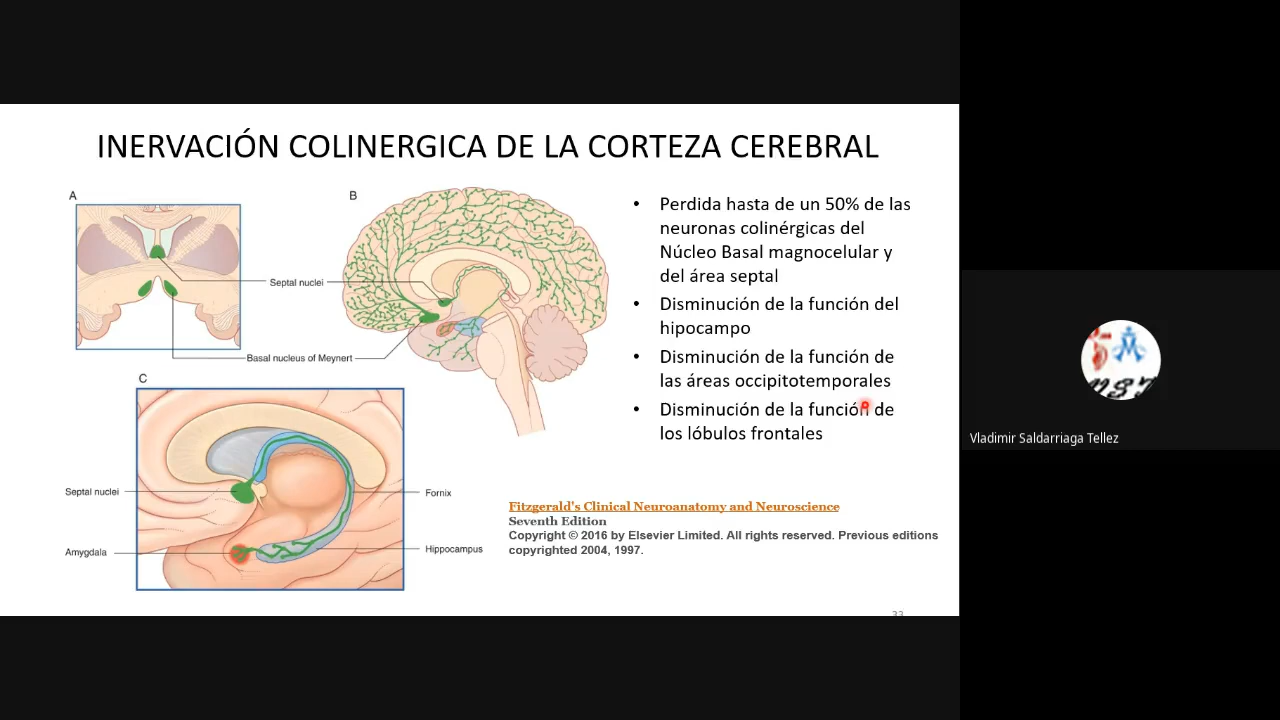 INERVACIÓN COLINERGICA DE LA CORTEZA CEREBRAL
A
B
Septal nuclei
Basal nucleus of Meynert
C
Septal nuclei
Amygdala
Fornix
Hippocampus
• Perdida hasta de un 50% de las
neuronas colinérgicas del
Núcleo Basal magnocelular y
del área septal
• Disminución de la función del
hipocampo
• Disminución de la función de
las áreas occipitotemporales
• Disminución de la función de
los lóbulos frontales
Fitzgerald's Clinical Neuroanatomy and Neuroscience
Seventh Edition
Copyright © 2016 by Elsevier Limited. All rights reserved. Previous editions
copyrighted 2004, 1997.
33
Vladimir Saldarriaga Tellez